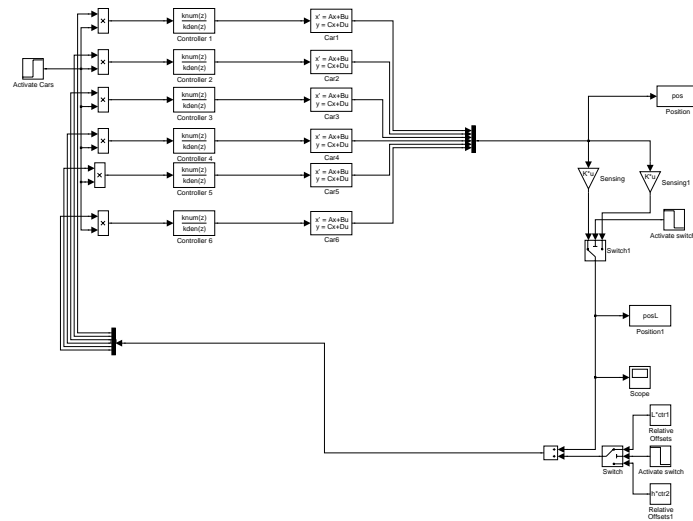 knum(z)
kden(z)
Controller 1
x' = Ax+Bu
y = Cx+Du
Car1
knum(z)
kden(z)
Controller 2
x' = Ax+Bu
y = Cx+Du
Car2
Activate Cars
knum(z)
kden(z)
Controller 3
x' = Ax+Bu
y = Cx+Du
Car3
pos
Position
knum(z)
kden(z)
Controller 4
x' = Ax+Bu
y = Cx+Du
Car4
knum(z)
kden(z)
Controller 5
x' = Ax+Bu
y = Cx+Du
Car5
K*u
Sensing
K*u
Sensing1
knum(z)
kden(z)
Controller 6
x' = Ax+Bu
y = Cx+Du
Car6
Activate switch
Switch1
posL
Position1
Scope
L*ctr1
Relative
Offsets
Switch
Activate switch
h*ctr2
Relative
Offsets1